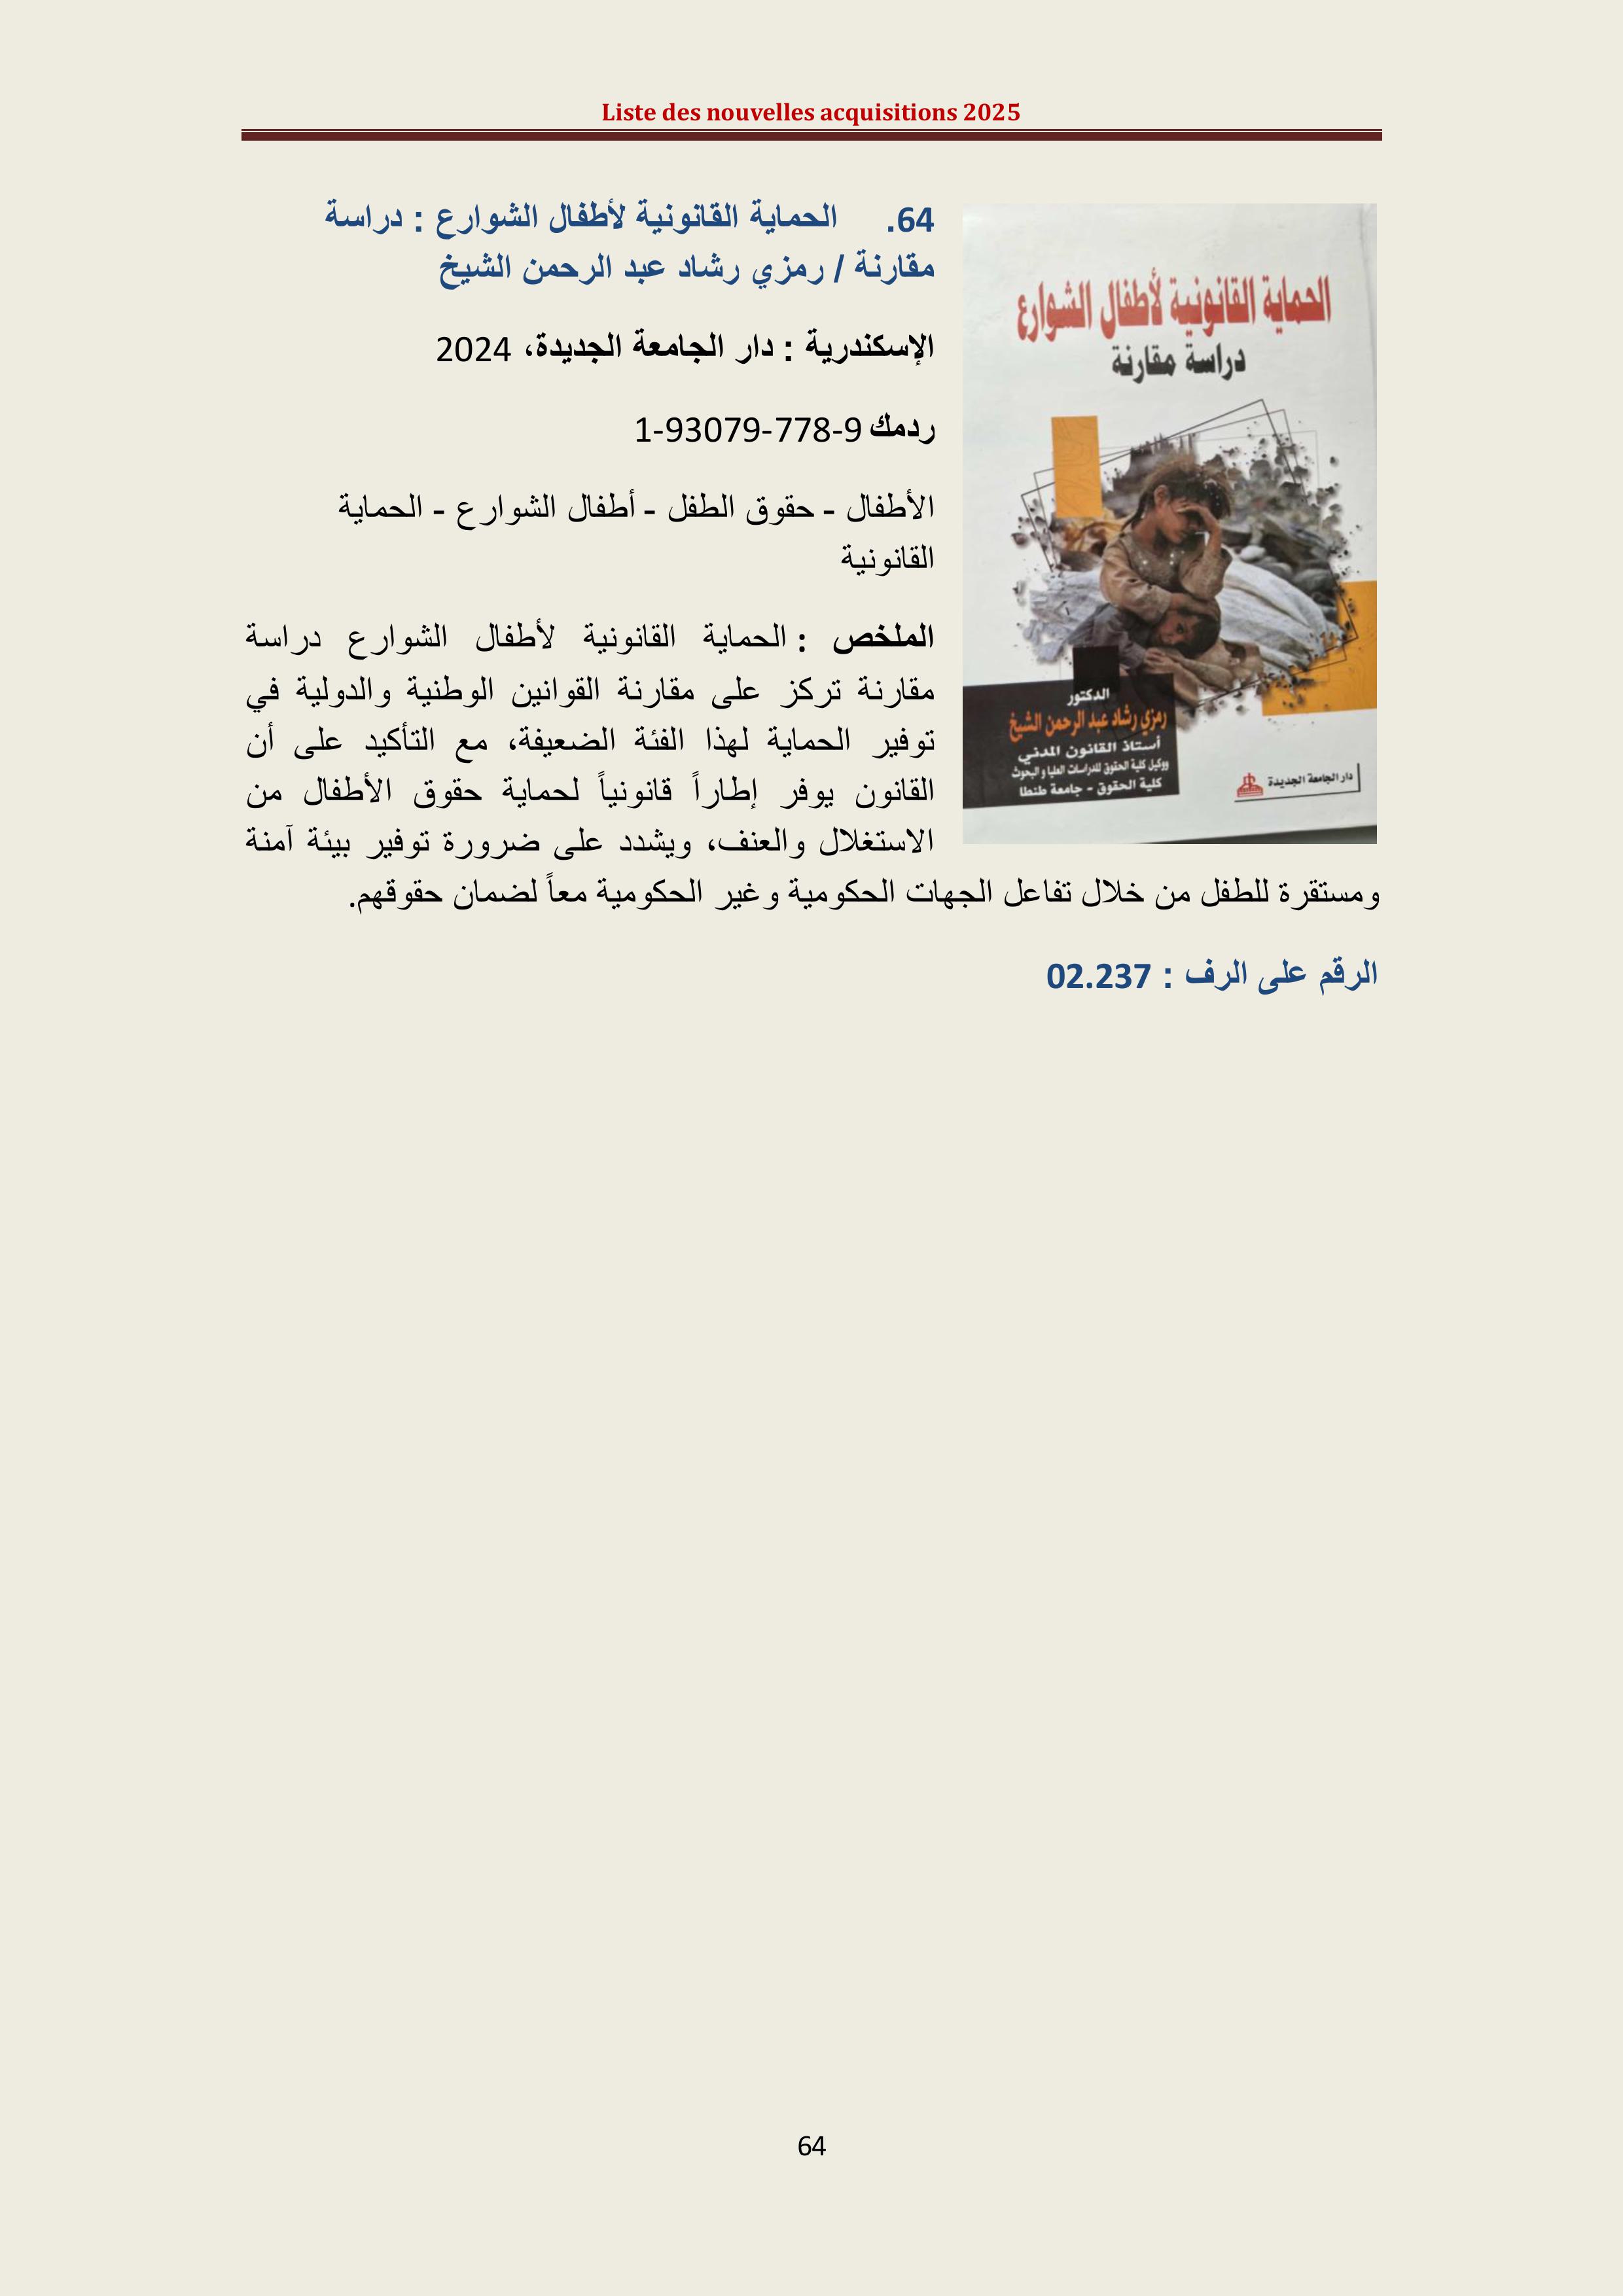 Liste des nouvelles acquisitions 2025
64. الحماية القانونية لأطفال الشوارع : دراسة
مقارنة / رمزي رشاد عبد الرحمن الشيخ
الإسكندرية : دار الجامعة الجديدة، 2024
ردمك 9-778-93079-1
الأطفال - حقوق الطفل - أطفال الشوارع - الحماية
القانونية
الملخص : الحماية القانونية لأطفال الشوارع دراسة
مقارنة تركز على مقارنة القوانين الوطنية والدولية في
توفير الحماية لهذا الفئة الضعيفة، مع التأكيد على أن
القانون يوفر إطاراً قانونياً لحماية حقوق الأطفال من
الاستغلال والعنف، ويشدد على ضرورة توفير بيئة آمنة
ومستقرة للطفل من خلال تفاعل الجهات الحكومية وغير الحكومية معاً لضمان حقوقهم.
الرقم على الرف : 02.237
الحماية القانونية لأطفال الشوارع
دراسة مقارنة
الدكتور
رمزي رشاد عبد الرحمن الشيخ
أستاذ القانون المدني
ووكيل كلية الحقوق للدراسات العليا والبحوث
كلية الحقوق - جامعة طنطا
دار الجامعة الجديدة
64